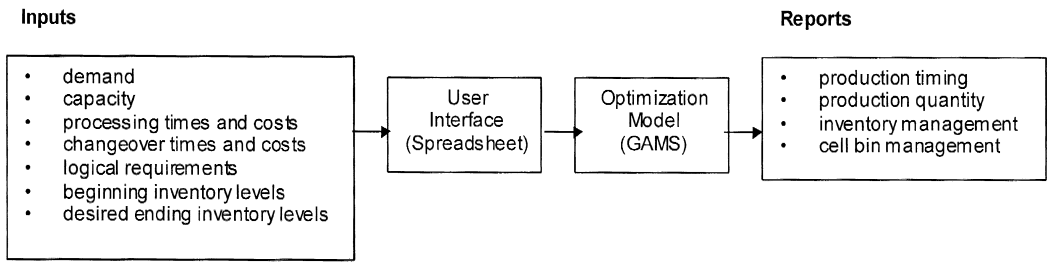 Inputs
• demand
• capacity
• processing times and costs
• changeover times and costs
• logical requirements
• beginning inventory levels
• desired ending inventory levels
User
Interface
(Spreadsheet)
Optimization
Model
(GAMS)
Reports
• production timing
• production quantity
• inventory management
• cell bin management